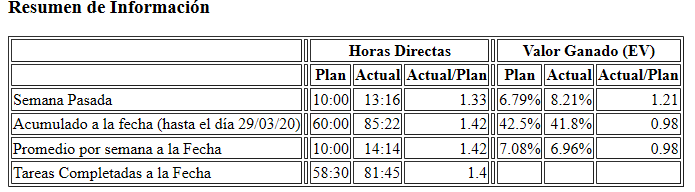 Resumen de Información
Horas Directas Valor Ganado (EV)
Plan Actual Actual/Plan Plan Actual Actual/Plan
Semana Pasada 10:00 13:16 1.33 6.79% 8.21% 1.21
Acumulado a la fecha (hasta el día 29/03/20) 60:00 85:22 1.42 42.5% 41.8% 0.98
Promedio por semana a la Fecha 10:00 14:14 1.42 7.08% 6.96% 0.98
Tareas Completadas a la Fecha 58:30 81:45 1.4